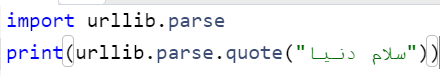 import urllib.parse
print(urllib.parse.quote("سلام دنیا"))